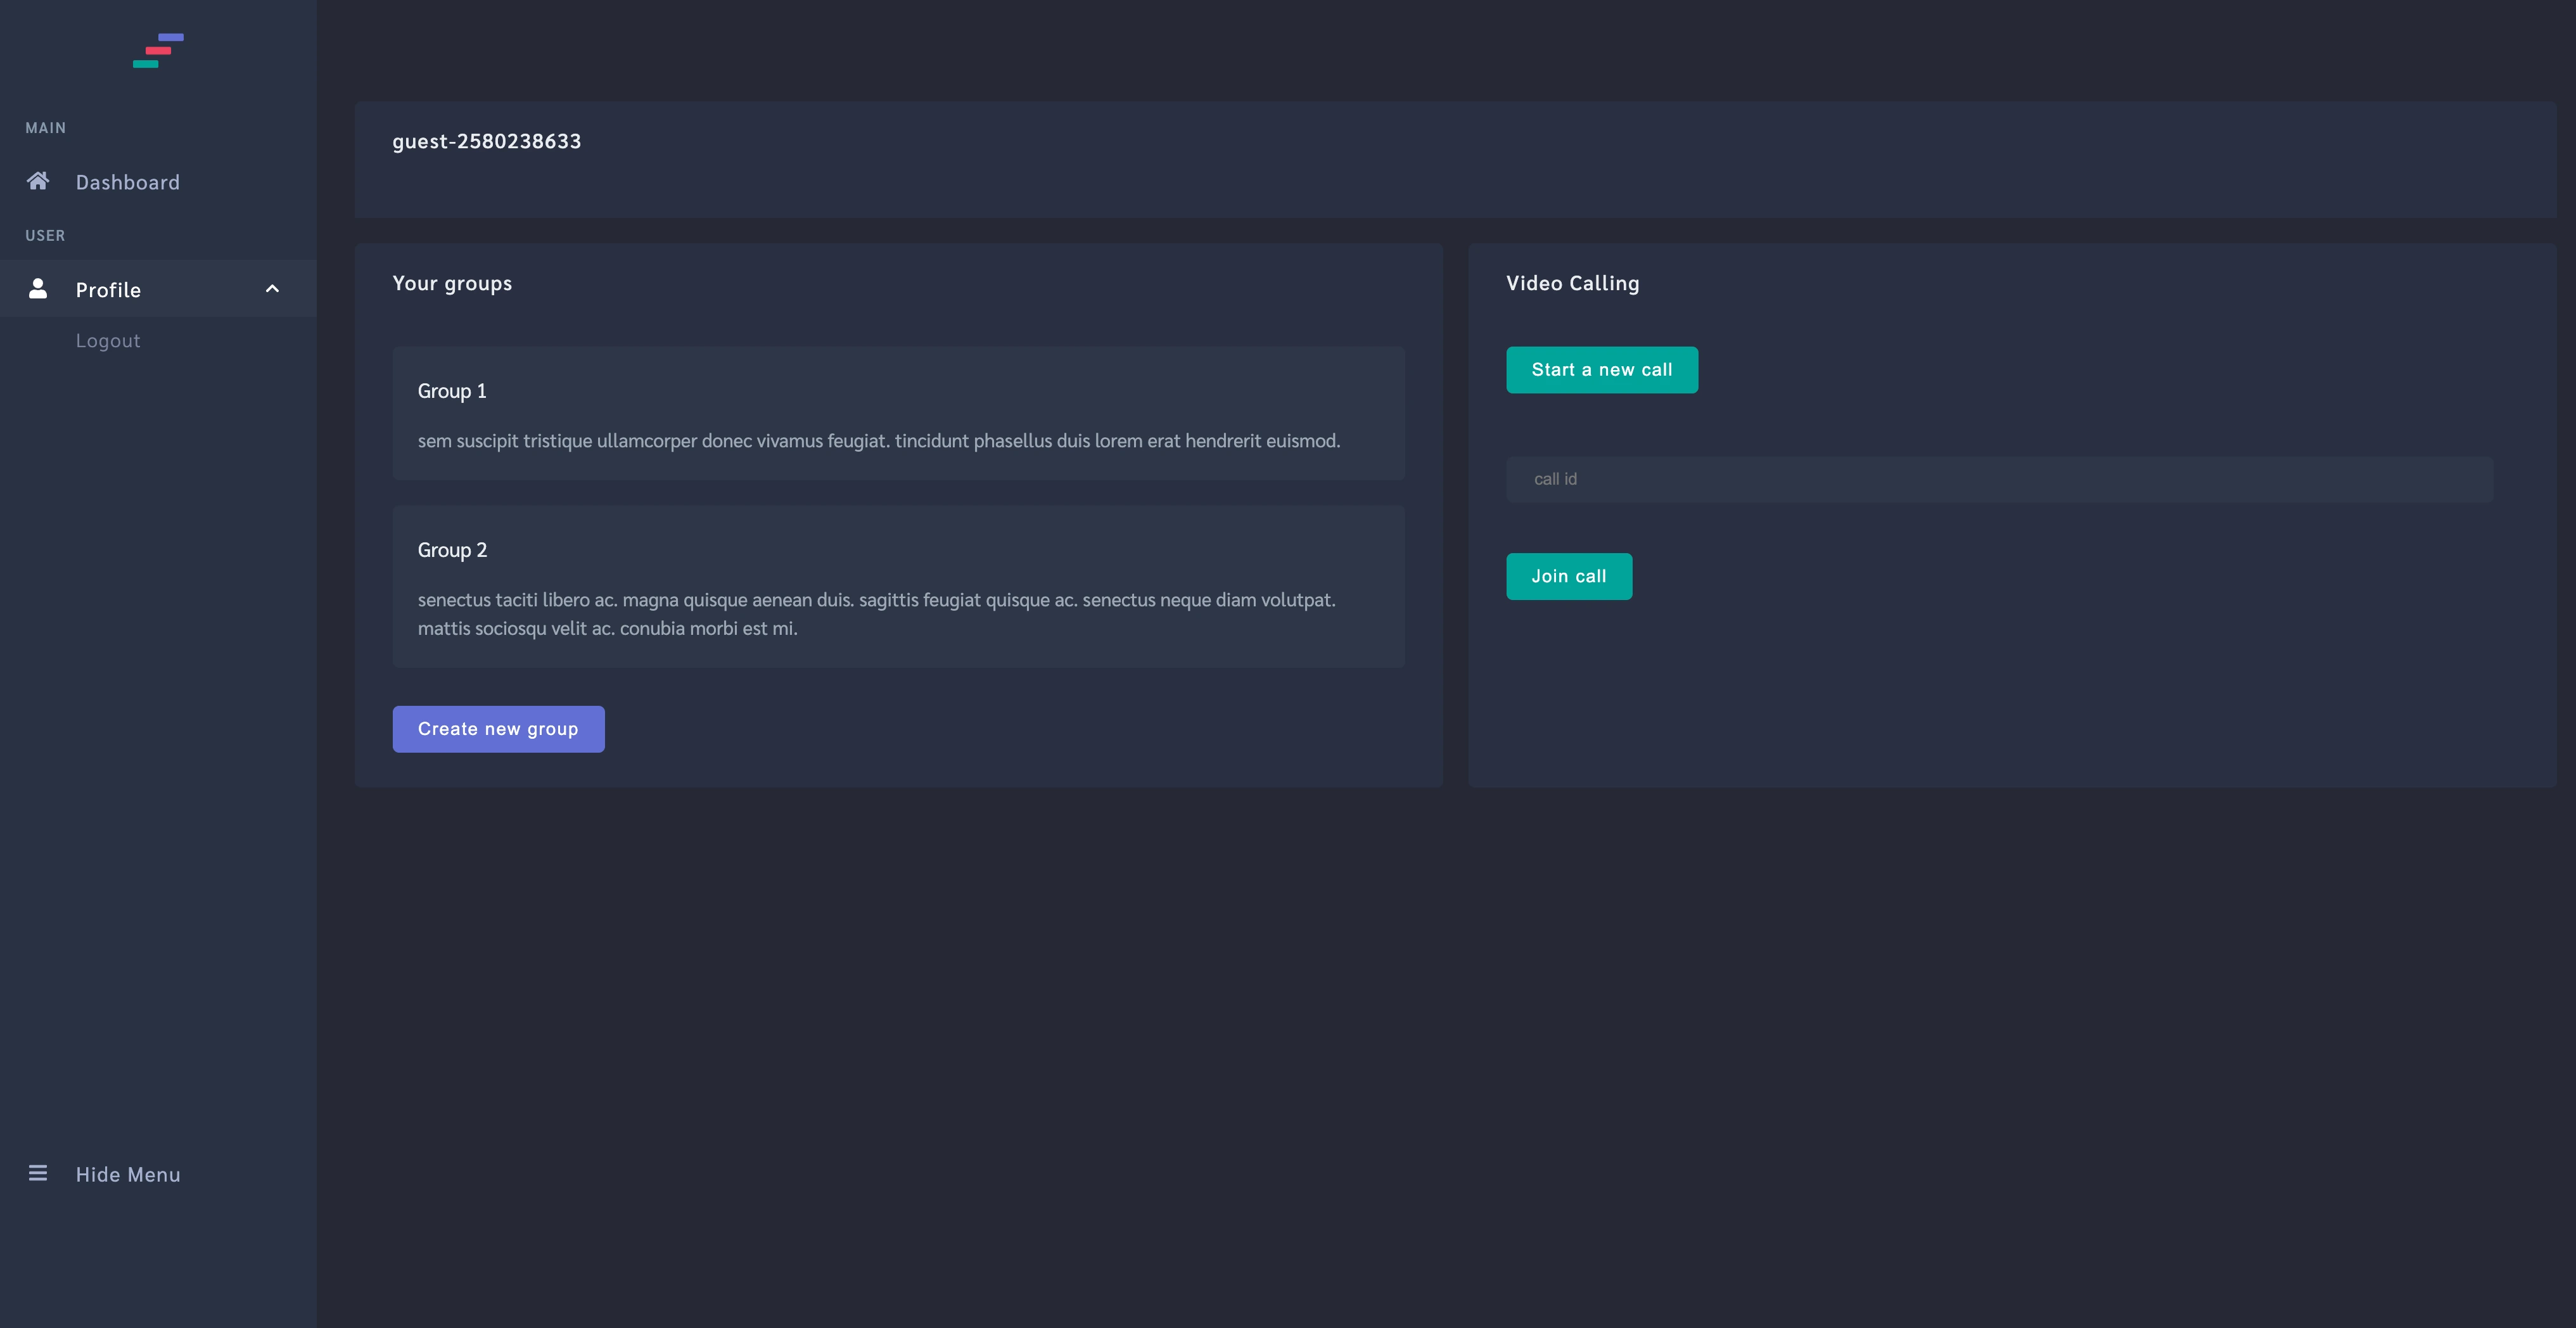 MAIN
Dashboard
USER
Profile
Logout
Hide Menu
guest-2580238633
Your groups
Group 1
sem suscipit tristique ullamcorper donec vivamus feugiat. tincidunt phasellus duis lorem erat hendrerit euismod.
Group 2
senectus taciti libero ac. magna quisque aenean duis. sagittis feugiat quisque ac. senectus neque diam volutpat.
mattis sociosqu velit ac. conubia morbi est mi.
Create new group
Video Calling
Start a new call
call id
Join call